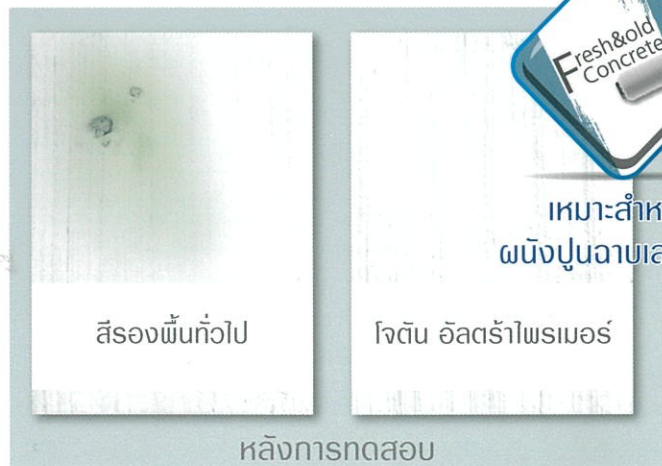 Fresh&old
Concrete
เหมาะสำห
ผนังปูนฉาบเส
สีรองพื้นทั่วไป
โจตัน อัลตร้าไพรเมอร์
หลังการทดสอบ